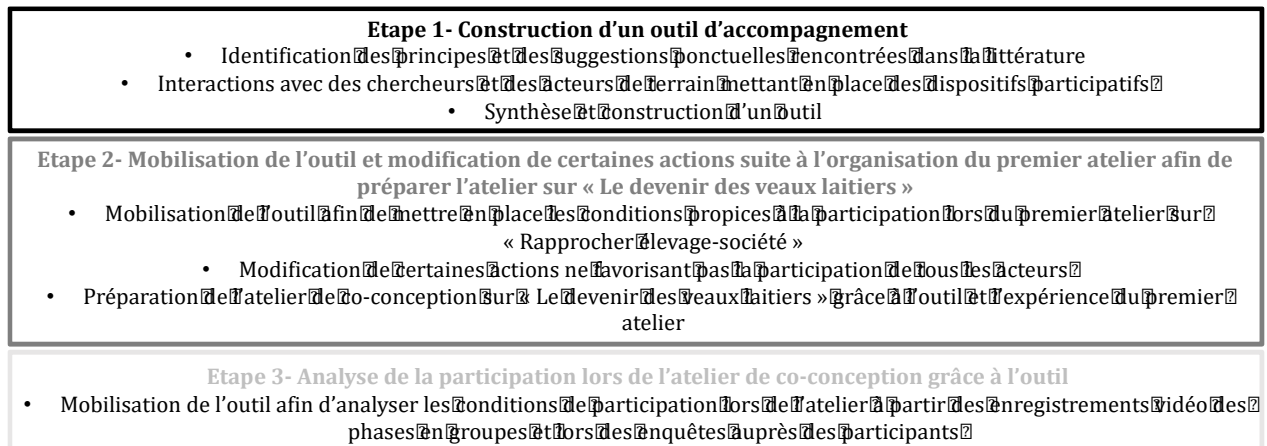 Etape 1- Construction d'un outil d'accompagnement
• Identification des principes et des suggestions ponctuelles rencontrées dans la littérature
• Interactions avec des chercheurs et des acteurs de terrain mettant en place des dispositifs participatifs
• Synthèse et construction d'un outil
Etape 2- Mobilisation de l'outil et modification de certaines actions suite à l'organisation du premier atelier afin de
préparer l'atelier sur « Le devenir des veaux laitiers »
• Mobilisation de l'outil afin de mettre en place les conditions propices à la participation lors du premier atelier sur
« Rapprocher élevage-société »
• Modification de certaines actions ne favorisant pas la participation de tous les acteurs
• Préparation de l'atelier de co-conception sur « Le devenir des veaux laitiers » grâce à l'outil et l'expérience du premier
atelier
Etape 3- Analyse de la participation lors de l'atelier de co-conception grâce à l'outil
• Mobilisation de l'outil afin d'analyser les conditions de participation lors de l'atelier à partir des enregistrements vidéo des
phases en groupes et lors des enquêtes auprès des participants